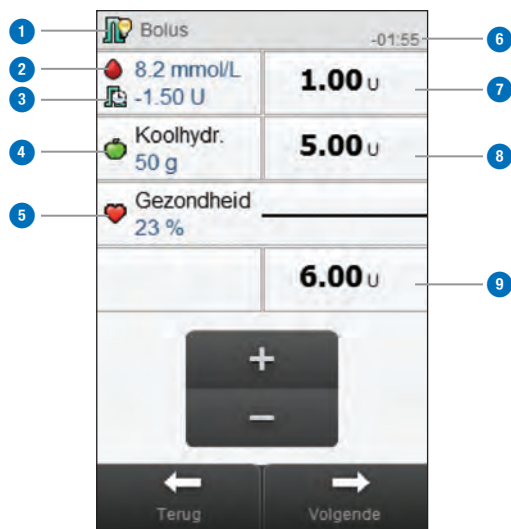 1 Bolus -01:55 6
2 8.2 mmol/L 1.00 U 7
3 -1.50 U
4 Koolhydr. 5.00 U 8
50 g
5 Gezondheid
23 %
6.00 U 9
+
−
Terug Volgende